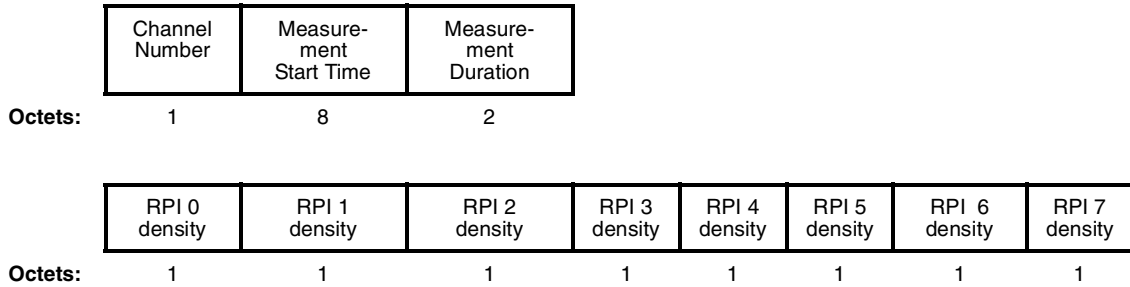 Channel Number Measure-ment Start Time Measure-ment Duration
Octets: 1 8 2
RPI 0 density RPI 1 density RPI 2 density RPI 3 density RPI 4 density RPI 5 density RPI 6 density RPI 7 density
Octets: 1 1 1 1 1 1 1 1